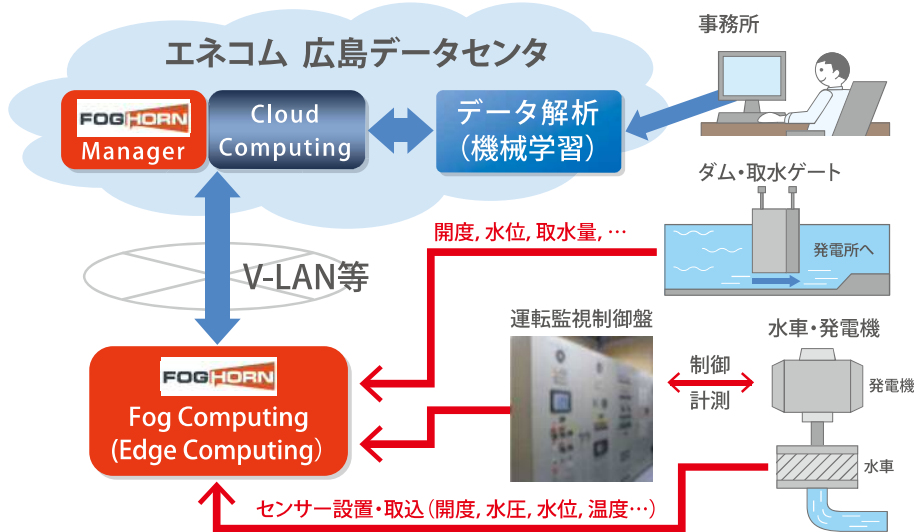 エネコム 広島データセンタ
事務所
FOGHORN
Manager
Cloud
Computing
データ解析
(機械学習)
ダム・取水ゲート
開度, 水位, 取水量, …
発電所へ
V-LAN等
運転監視制御盤
水車・発電機
制御
計測
発電機
FOGHORN
Fog Computing
(Edge Computing)
水車
センサー設置・取込(開度, 水圧, 水位, 温度…)